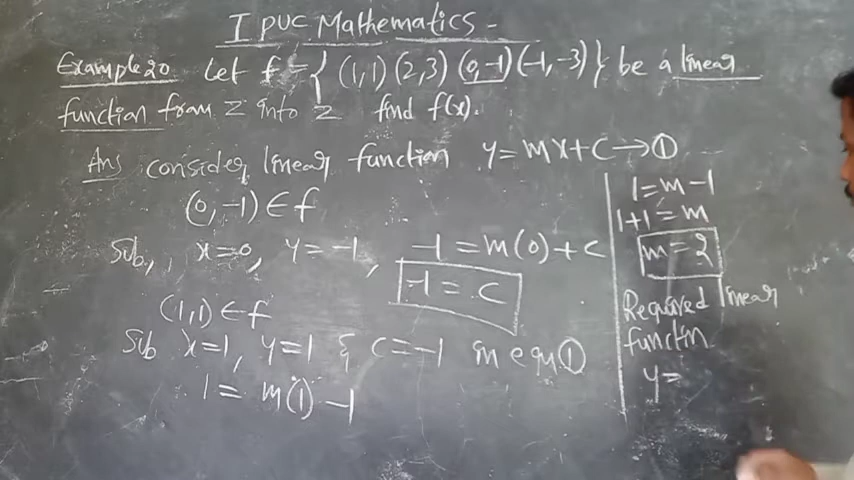 I PUC Mathematics -
Example 20 Let f = { (1,1) (2,3) (0,-1) (-1,-3)} be a linear
function from Z into Z find f(x).
Ans consider linear function y = mx+c → ①
(0,-1) ∈ f
Sub, x=0, y=-1, -1 = m(0)+c
-1 = c
(1,1) ∈ f
Sub x=1, y=1 & c=-1 in equ ①
1 = m(1) -1
1=m-1
1+1=m
m=2
Required linear
functn
y=